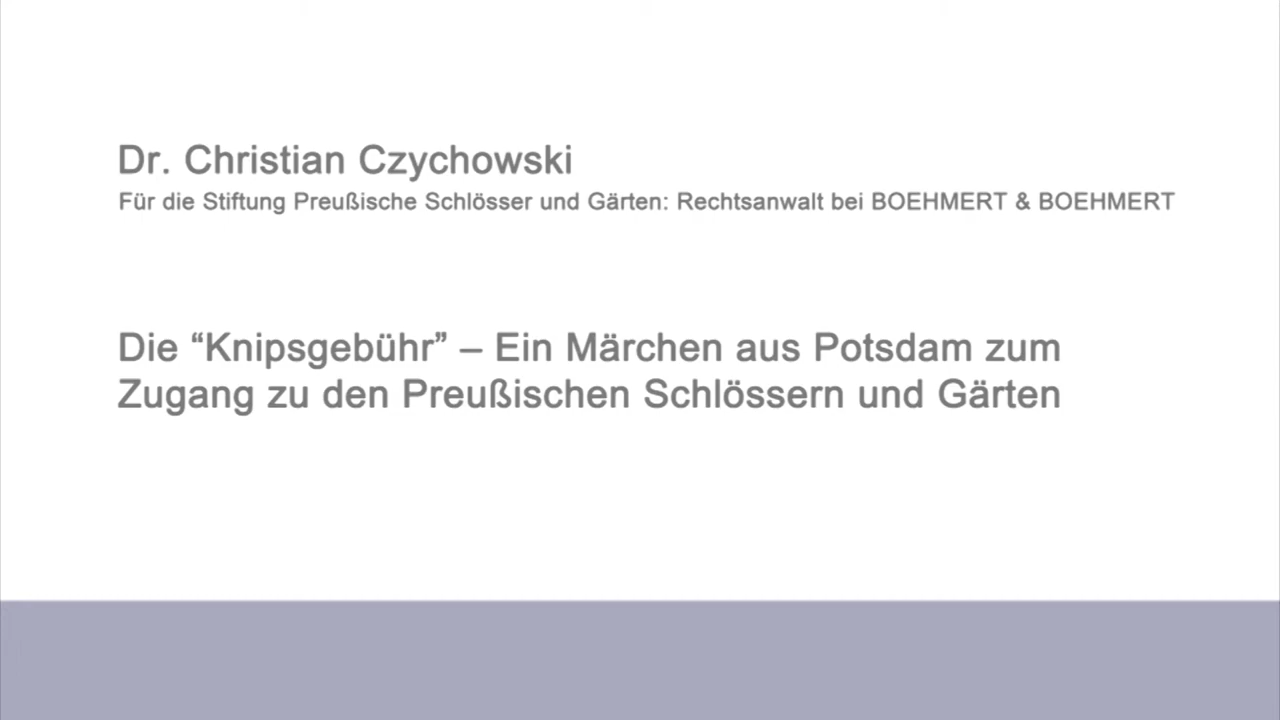 Dr. Christian Czychowski
Für die Stiftung Preußische Schlösser und Gärten: Rechtsanwalt bei BOEHMERT & BOEHMERT
Die “Knipsgebühr” – Ein Märchen aus Potsdam zum
Zugang zu den Preußischen Schlössern und Gärten